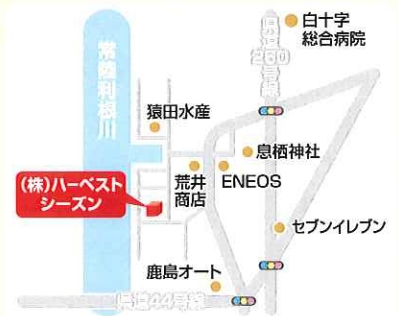 白十字
総合病院
県道
260
号線
常陸利根川
猿田水産
息栖神社
荒井
商店
ENEOS
(株)ハーベスト
シーズン
セブンイレブン
鹿島オート
県道44号線